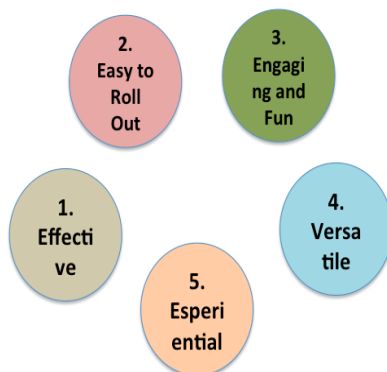 1.
Effecti
ve
2.
Easy to
Roll
Out
3.
Engagi
ng and
Fun
4.
Versa
tile
5.
Esperi
ential